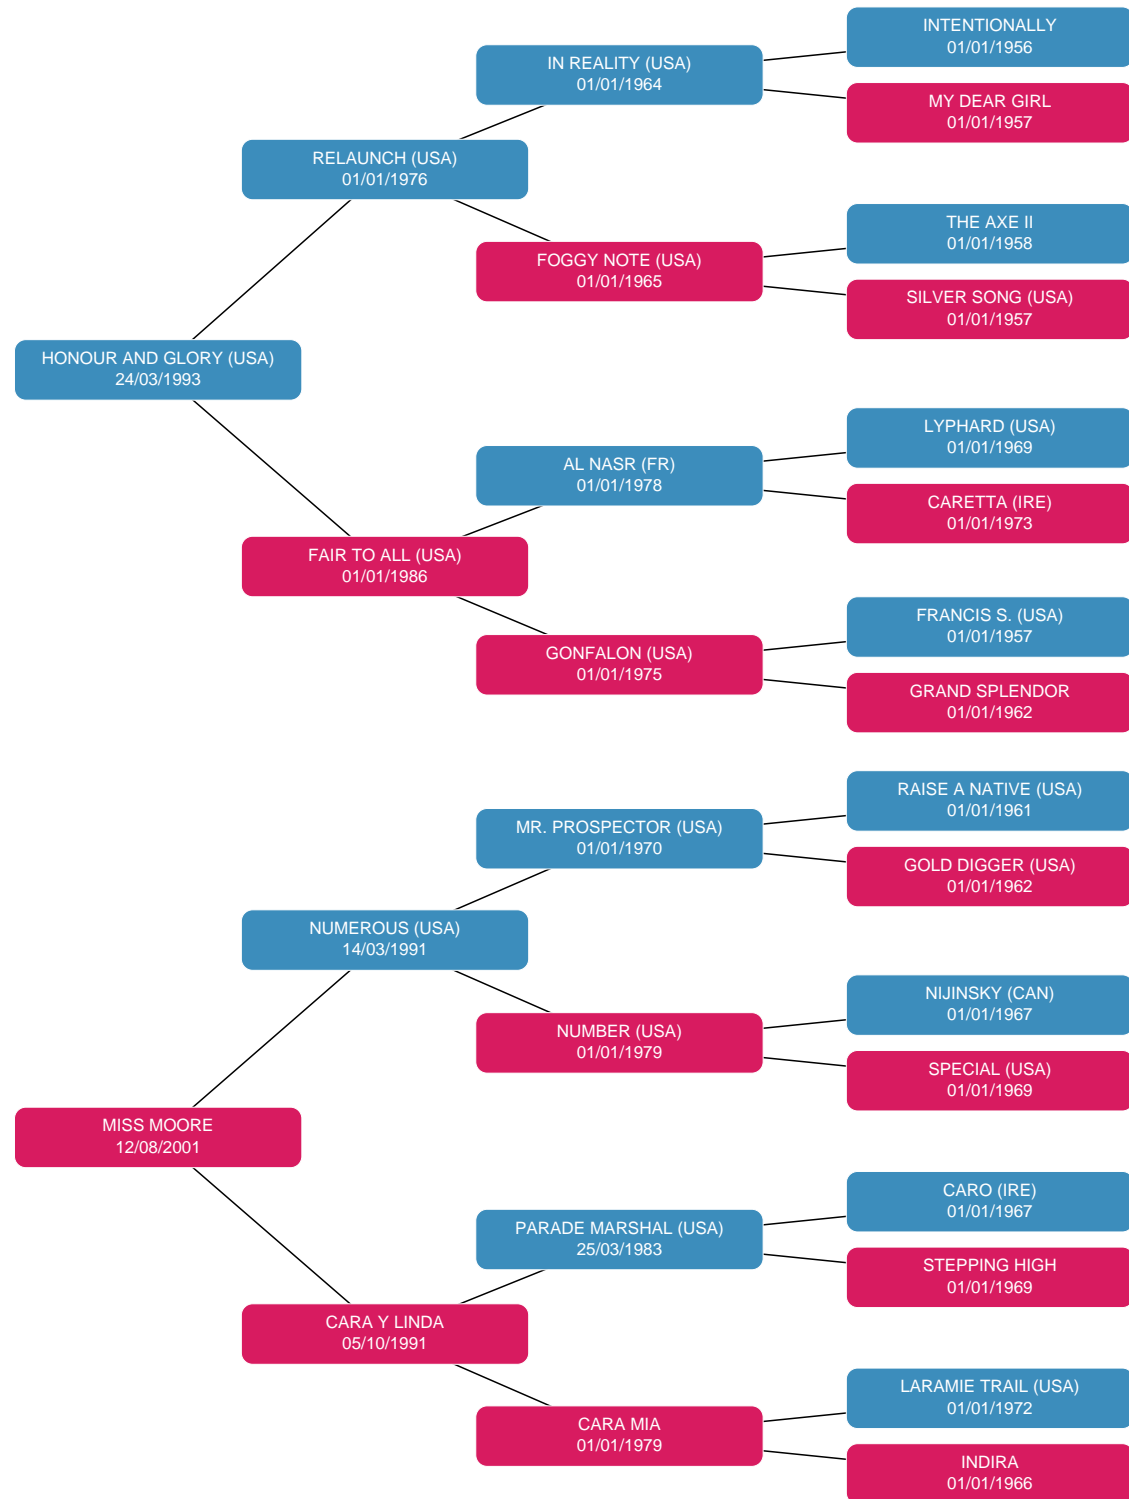 INTENTIONALLY
01/01/1956
IN REALITY (USA)
01/01/1964
MY DEAR GIRL
01/01/1957
RELAUNCH (USA)
01/01/1976
THE AXE II
01/01/1958
FOGGY NOTE (USA)
01/01/1965
SILVER SONG (USA)
01/01/1957
HONOUR AND GLORY (USA)
24/03/1993
LYPHARD (USA)
01/01/1969
AL NASR (FR)
01/01/1978
CARETTA (IRE)
01/01/1973
FAIR TO ALL (USA)
01/01/1986
FRANCIS S. (USA)
01/01/1957
GONFALON (USA)
01/01/1975
GRAND SPLENDOR
01/01/1962
RAISE A NATIVE (USA)
01/01/1961
MR. PROSPECTOR (USA)
01/01/1970
GOLD DIGGER (USA)
01/01/1962
NUMEROUS (USA)
14/03/1991
NIJINSKY (CAN)
01/01/1967
NUMBER (USA)
01/01/1979
SPECIAL (USA)
01/01/1969
MISS MOORE
12/08/2001
CARO (IRE)
01/01/1967
PARADE MARSHAL (USA)
25/03/1983
STEPPING HIGH
01/01/1969
CARA Y LINDA
05/10/1991
LARAMIE TRAIL (USA)
01/01/1972
CARA MIA
01/01/1979
INDIRA
01/01/1966